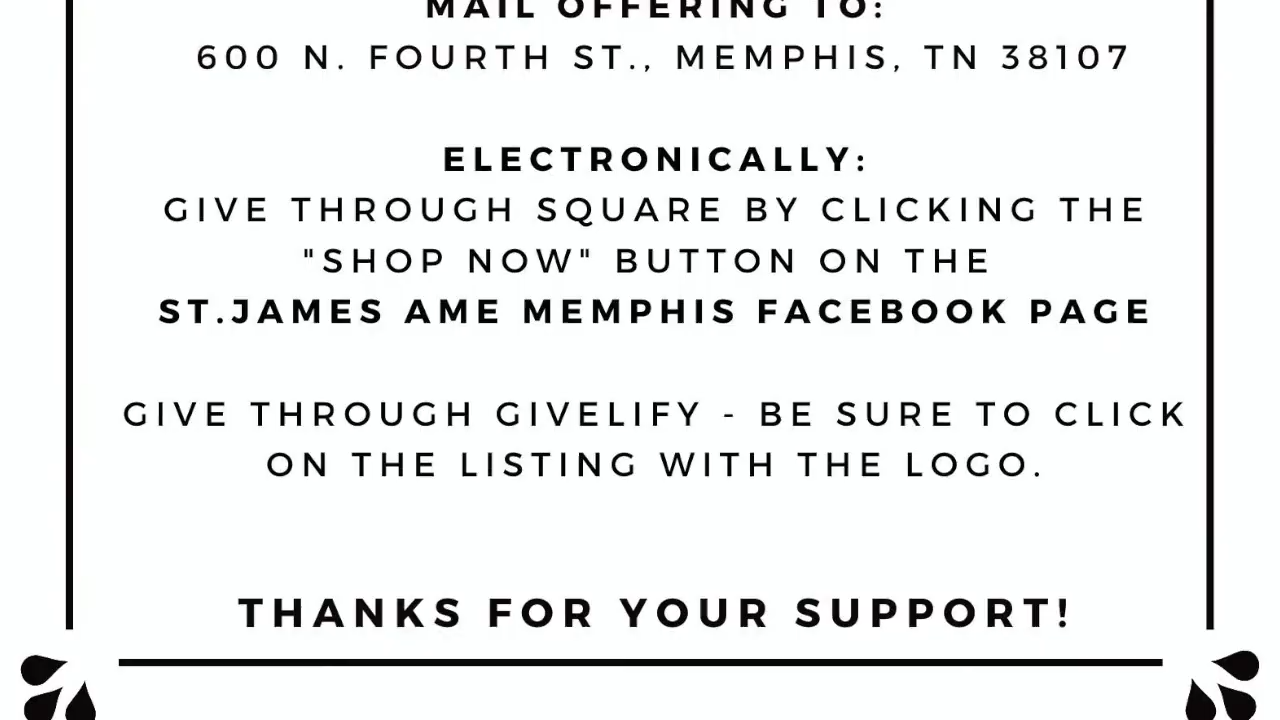 MAIL OFFERING TO:
600 N. FOURTH ST., MEMPHIS, TN 38107
ELECTRONICALLY:
GIVE THROUGH SQUARE BY CLICKING THE
"SHOP NOW" BUTTON ON THE
ST.JAMES AME MEMPHIS FACEBOOK PAGE
GIVE THROUGH GIVELIFY - BE SURE TO CLICK
ON THE LISTING WITH THE LOGO.
THANKS FOR YOUR SUPPORT!